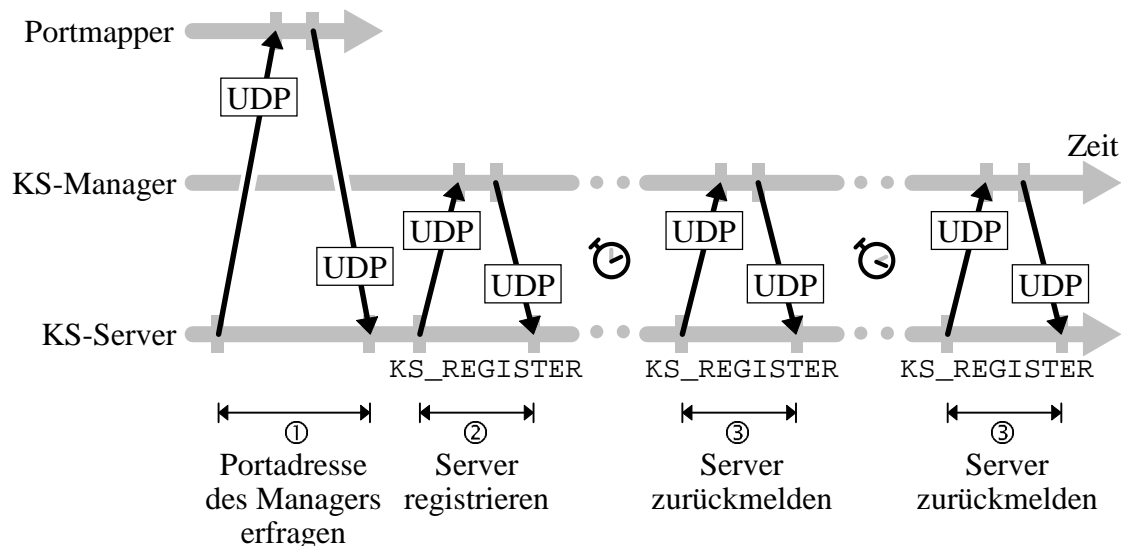 Portmapper
UDP
Zeit
KS-Manager
UDP
UDP
UDP
UDP
UDP
UDP
UDP
KS-Server
KS_REGISTER
KS_REGISTER
KS_REGISTER
①
②
③
③
Portadresse
des Managers
erfragen
Server
registrieren
Server
zurückmelden
Server
zurückmelden